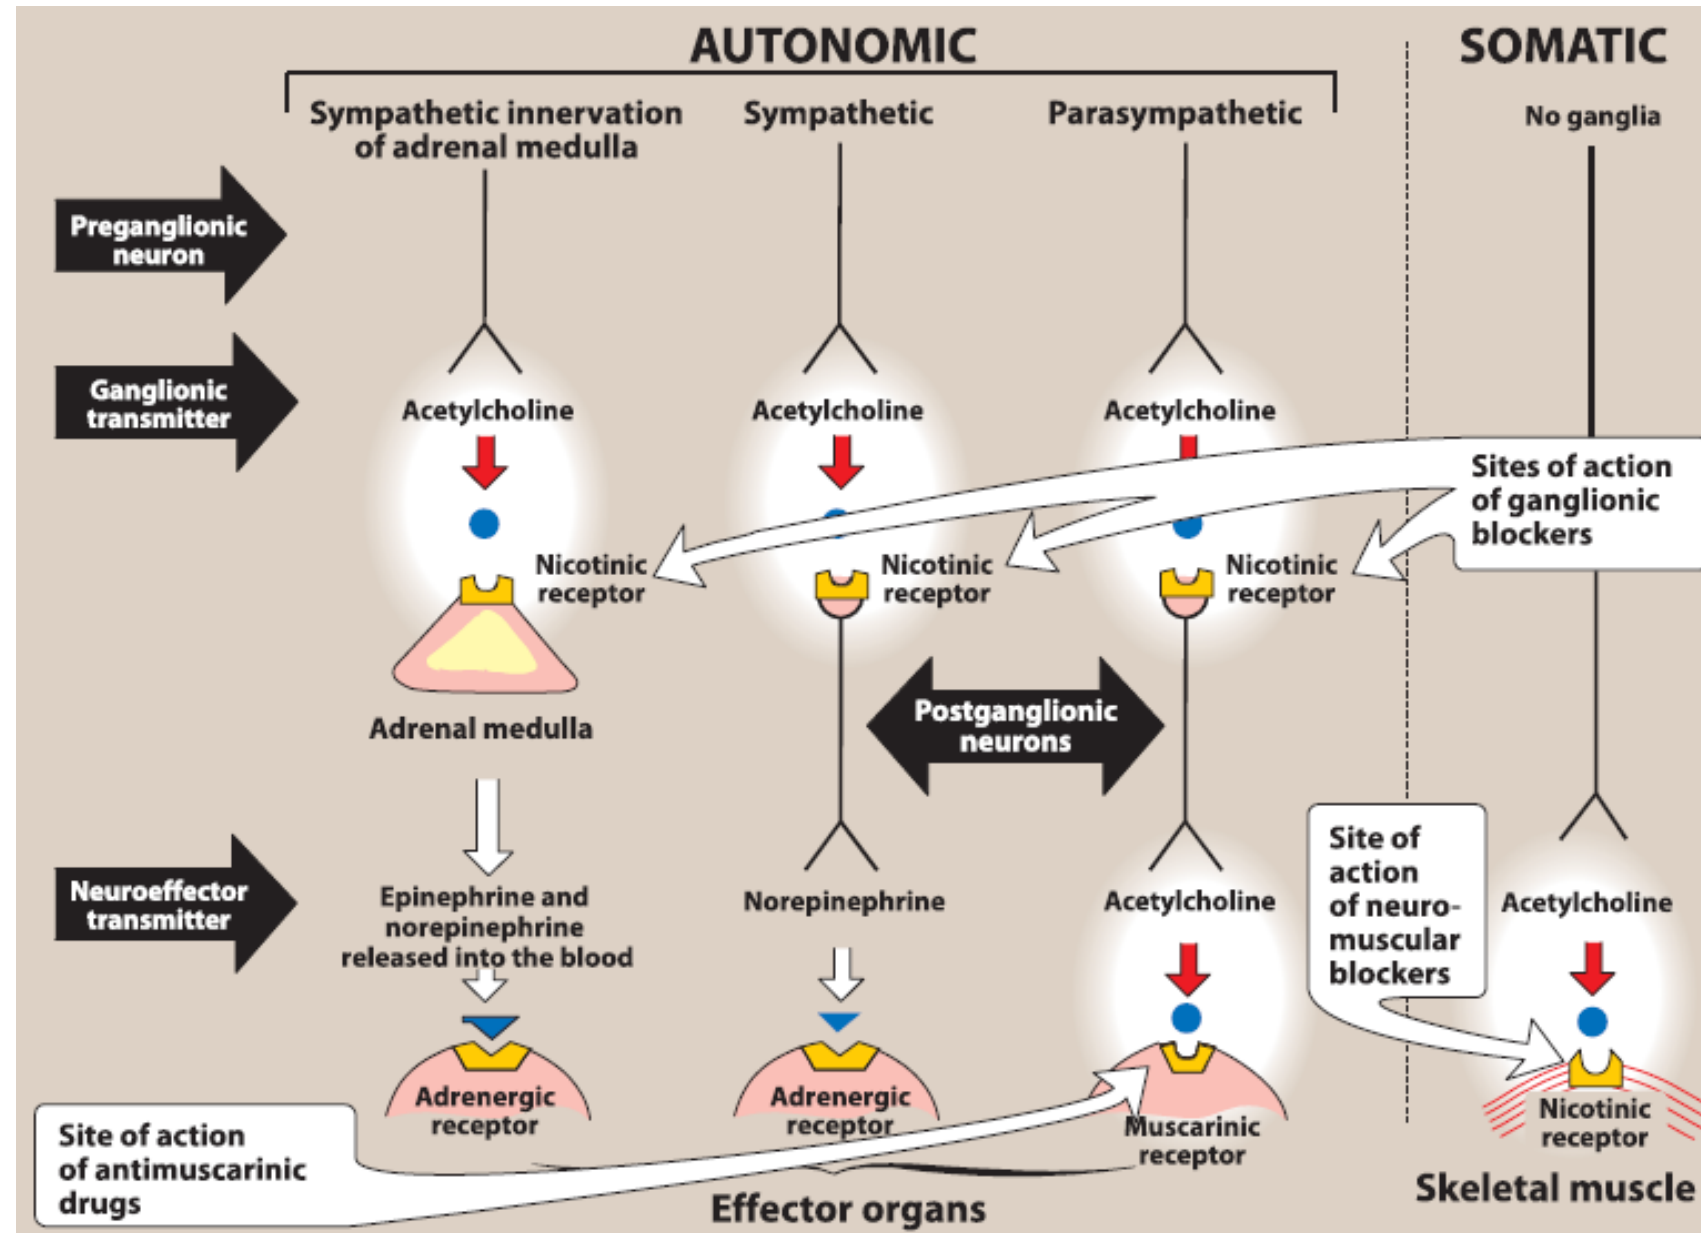 AUTONOMIC
SOMATIC
Sympathetic innervation
of adrenal medulla
Sympathetic
Parasympathetic
No ganglia
Preganglionic
neuron
Ganglionic
transmitter
Acetylcholine
Acetylcholine
Acetylcholine
Sites of action
of ganglionic
blockers
Nicotinic
receptor
Nicotinic
receptor
Nicotinic
receptor
Adrenal medulla
Postganglionic
neurons
Neuroeffector
transmitter
Epinephrine and
norepinephrine
released into the blood
Norepinephrine
Acetylcholine
Site of
action
of neuro-
muscular
blockers
Acetylcholine
Adrenergic
receptor
Adrenergic
receptor
Muscarinic
receptor
Nicotinic
receptor
Site of action
of antimuscarinic
drugs
Effector organs
Skeletal muscle